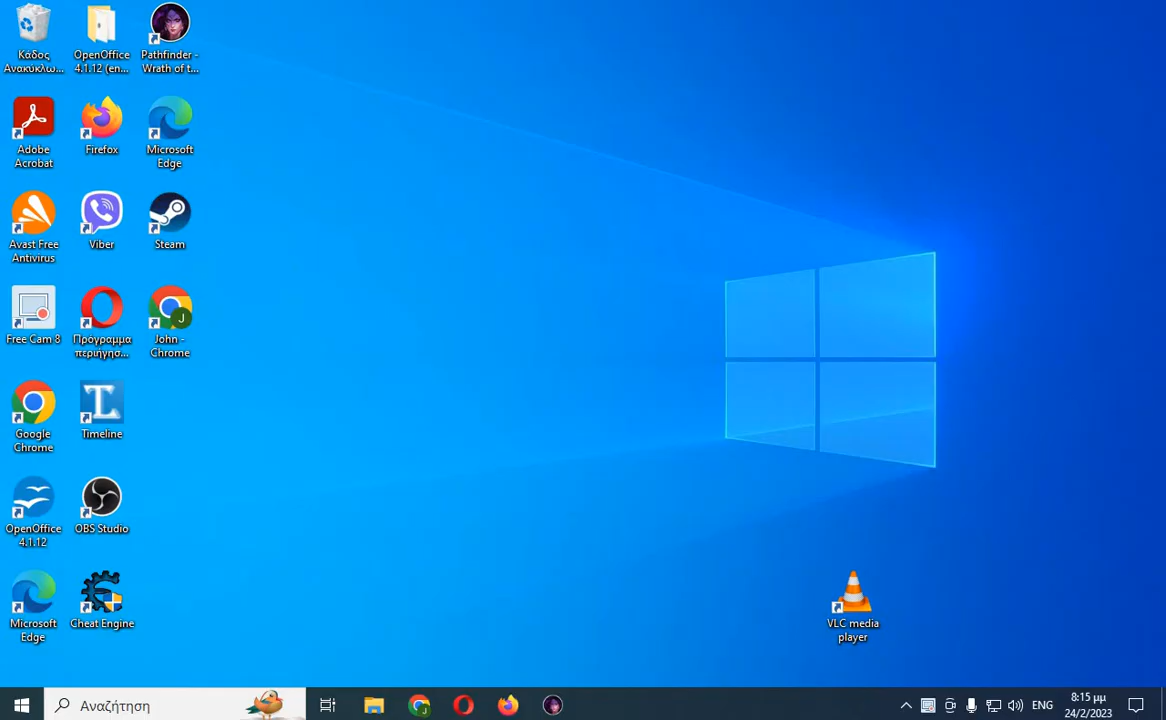 Κάδος
Ανακύκλω...
OpenOffice
4.1.12 (en...
Pathfinder -
Wrath of t...
Adobe
Acrobat
Firefox
Microsoft
Edge
Avast Free
Antivirus
Viber
Steam
Free Cam 8
Πρόγραμμα
περιήγησ...
John -
Chrome
J
Google
Chrome
Timeline
OpenOffice
4.1.12
OBS Studio
Microsoft
Edge
Cheat Engine
VLC media
player
Αναζήτηση
ENG
8:15 μμ
24/2/2023